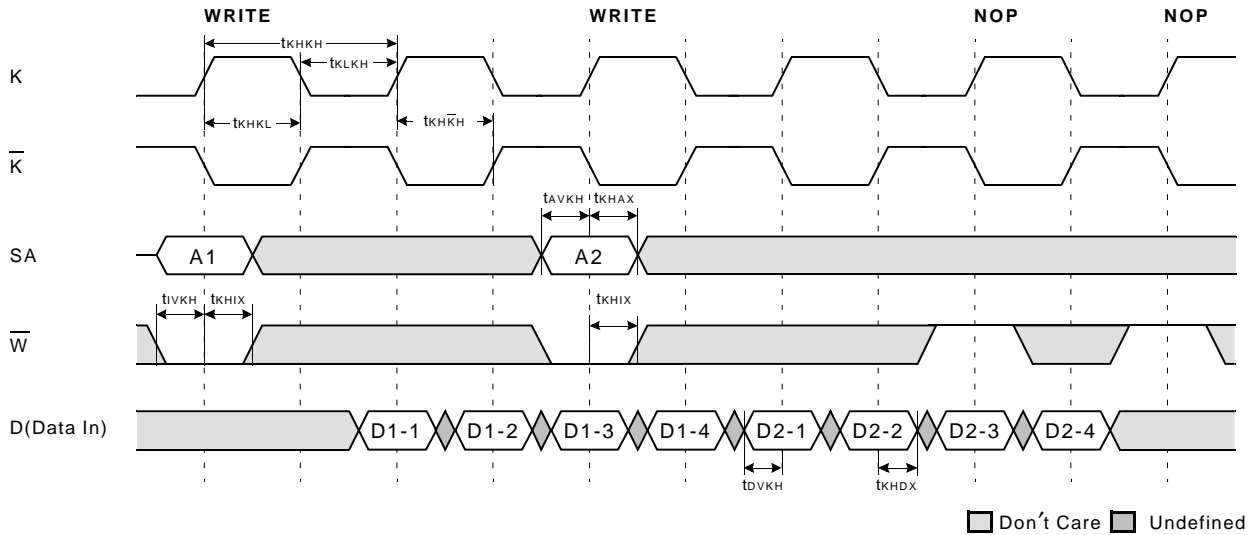 WRITE WRITE NOP NOP
tKHKH
tKLKH
K
tKHKL tKHK̅H
K̅
tAVKH tKHAX
SA A1 A2
tIVKH tKHIX tKHIX
W̅
D(Data In) D1-1 D1-2 D1-3 D1-4 D2-1 D2-2 D2-3 D2-4
tDVKH tKHDX
Don't Care Undefined